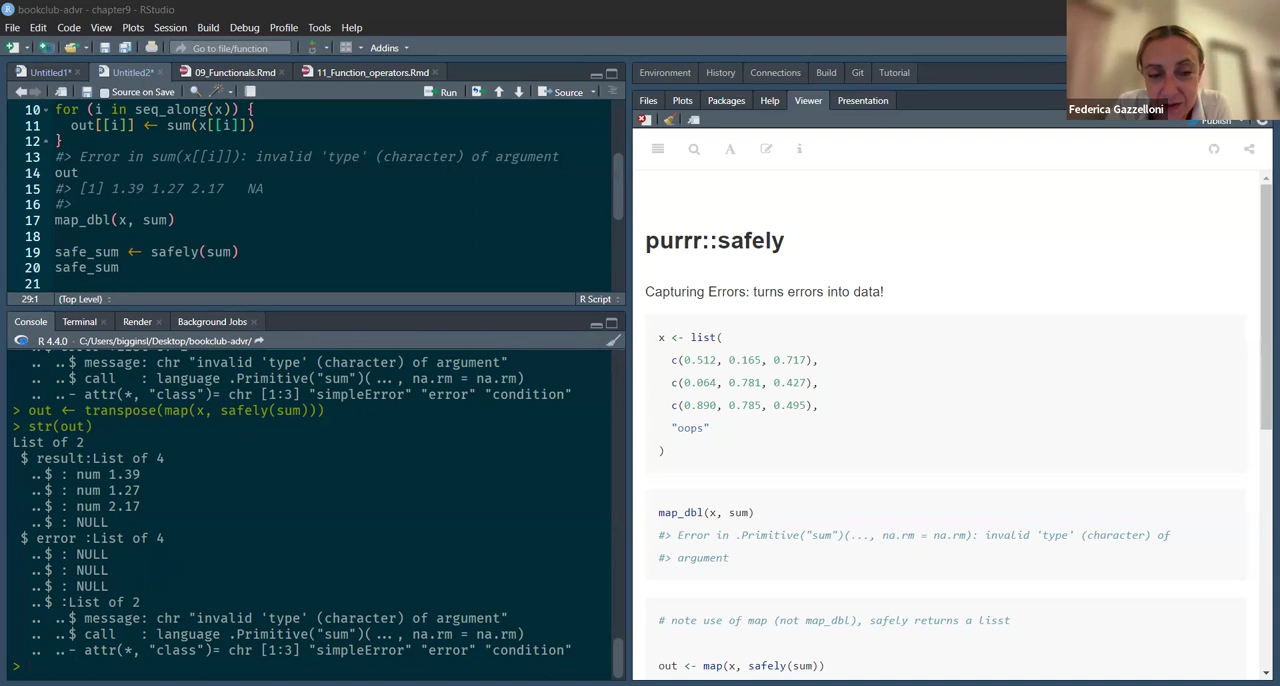 bookclub-advr - chapter9 - RStudio
File Edit Code View Plots Session Build Debug Profile Tools Help
Go to file/function Addins
Untitled1* Untitled2* 09_Functionals.Rmd 11_Function_operators.Rmd
Source on Save Run Source
10 for (i in seq_along(x)) {
11 out[[i]] ← sum(x[[i]])
12 }
13 #> Error in sum(x[[i]]): invalid 'type' (character) of argument
14 out
15 #> [1] 1.39 1.27 2.17 NA
16 #>
17 map_dbl(x, sum)
18
19 safe_sum ← safely(sum)
20 safe_sum
21
29:1 (Top Level) R Script
Console Terminal Render Background Jobs
R 4.4.0 · C:/Users/bigginsl/Desktop/bookclub-advr/
.. ..$ message: chr "invalid 'type' (character) of argument"
.. ..$ call : language .Primitive("sum")(..., na.rm = na.rm)
.. ..- attr(*, "class")= chr [1:3] "simpleError" "error" "condition"
> out ← transpose(map(x, safely(sum)))
> str(out)
List of 2
$ result:List of 4
..$ : num 1.39
..$ : num 1.27
..$ : num 2.17
..$ : NULL
$ error :List of 4
..$ : NULL
..$ : NULL
..$ : NULL
..$ :List of 2
.. ..$ message: chr "invalid 'type' (character) of argument"
.. ..$ call : language .Primitive("sum")(..., na.rm = na.rm)
.. ..- attr(*, "class")= chr [1:3] "simpleError" "error" "condition"
>
Environment History Connections Build Git Tutorial
Files Plots Packages Help Viewer Presentation
Federica Gazzelloni
Publish
purrr::safely
Capturing Errors: turns errors into data!
x <- list(
c(0.512, 0.165, 0.717),
c(0.064, 0.781, 0.427),
c(0.890, 0.785, 0.495),
"oops"
)
map_dbl(x, sum)
#> Error in .Primitive("sum")(..., na.rm = na.rm): invalid 'type' (character) of
#> argument
# note use of map (not map_dbl), safely returns a lisst
out <- map(x, safely(sum))